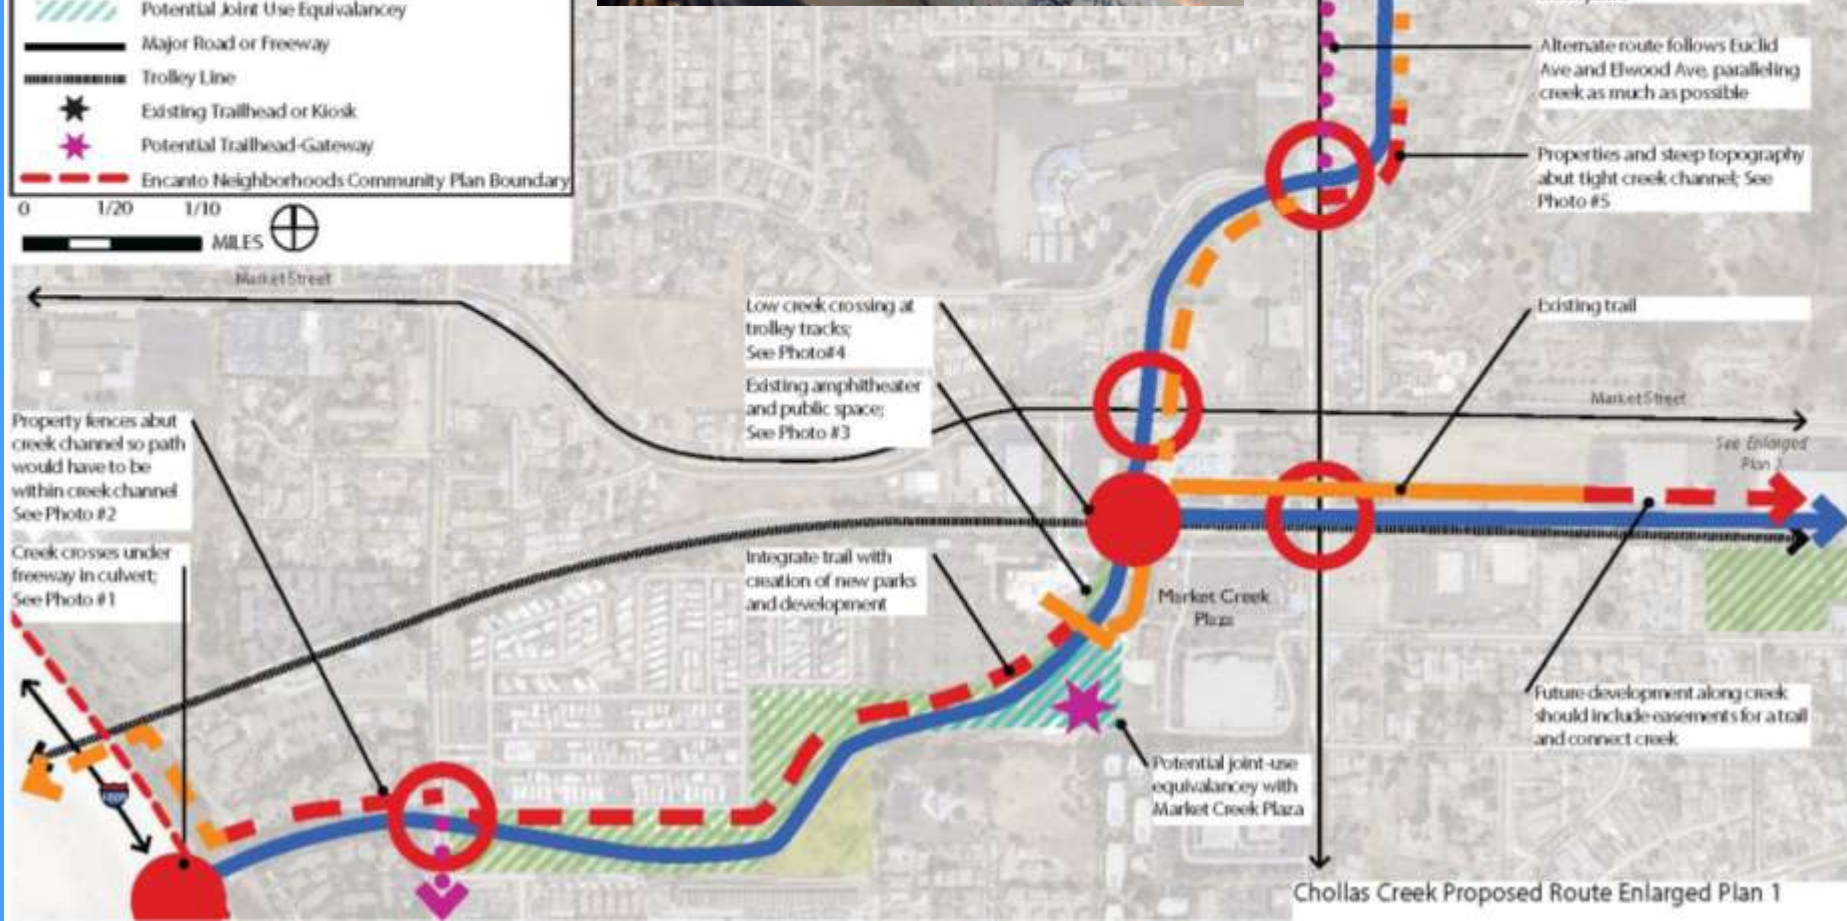 Potential Joint Use Equivalancey
Major Road or Freeway
Trolley Line
Existing Trailhead or Kiosk
Potential Trailhead-Gateway
Encanto Neighborhoods Community Plan Boundary
0 1/20 1/10
MILES
Market Street
Alternate route follows Euclid
Ave and Elwood Ave, paralleling
creek as much as possible
Properties and steep topography
abut tight creek channel; See
Photo #5
Low creek crossing at
trolley tracks;
See Photo#4
Existing trail
Existing amphitheater
and public space;
See Photo #3
Market Street
See Enlarged
Plan
Property fences abut
creek channel so path
would have to be
within creek channel
See Photo #2
Creek crosses under
freeway in culvert;
See Photo #1
Integrate trail with
creation of new parks
and development
Market Creek
Plaza
Future development along creek
should include easements for a trail
and connect creek
Potential joint-use
equivalancey with
Market Creek Plaza
Chollas Creek Proposed Route Enlarged Plan 1